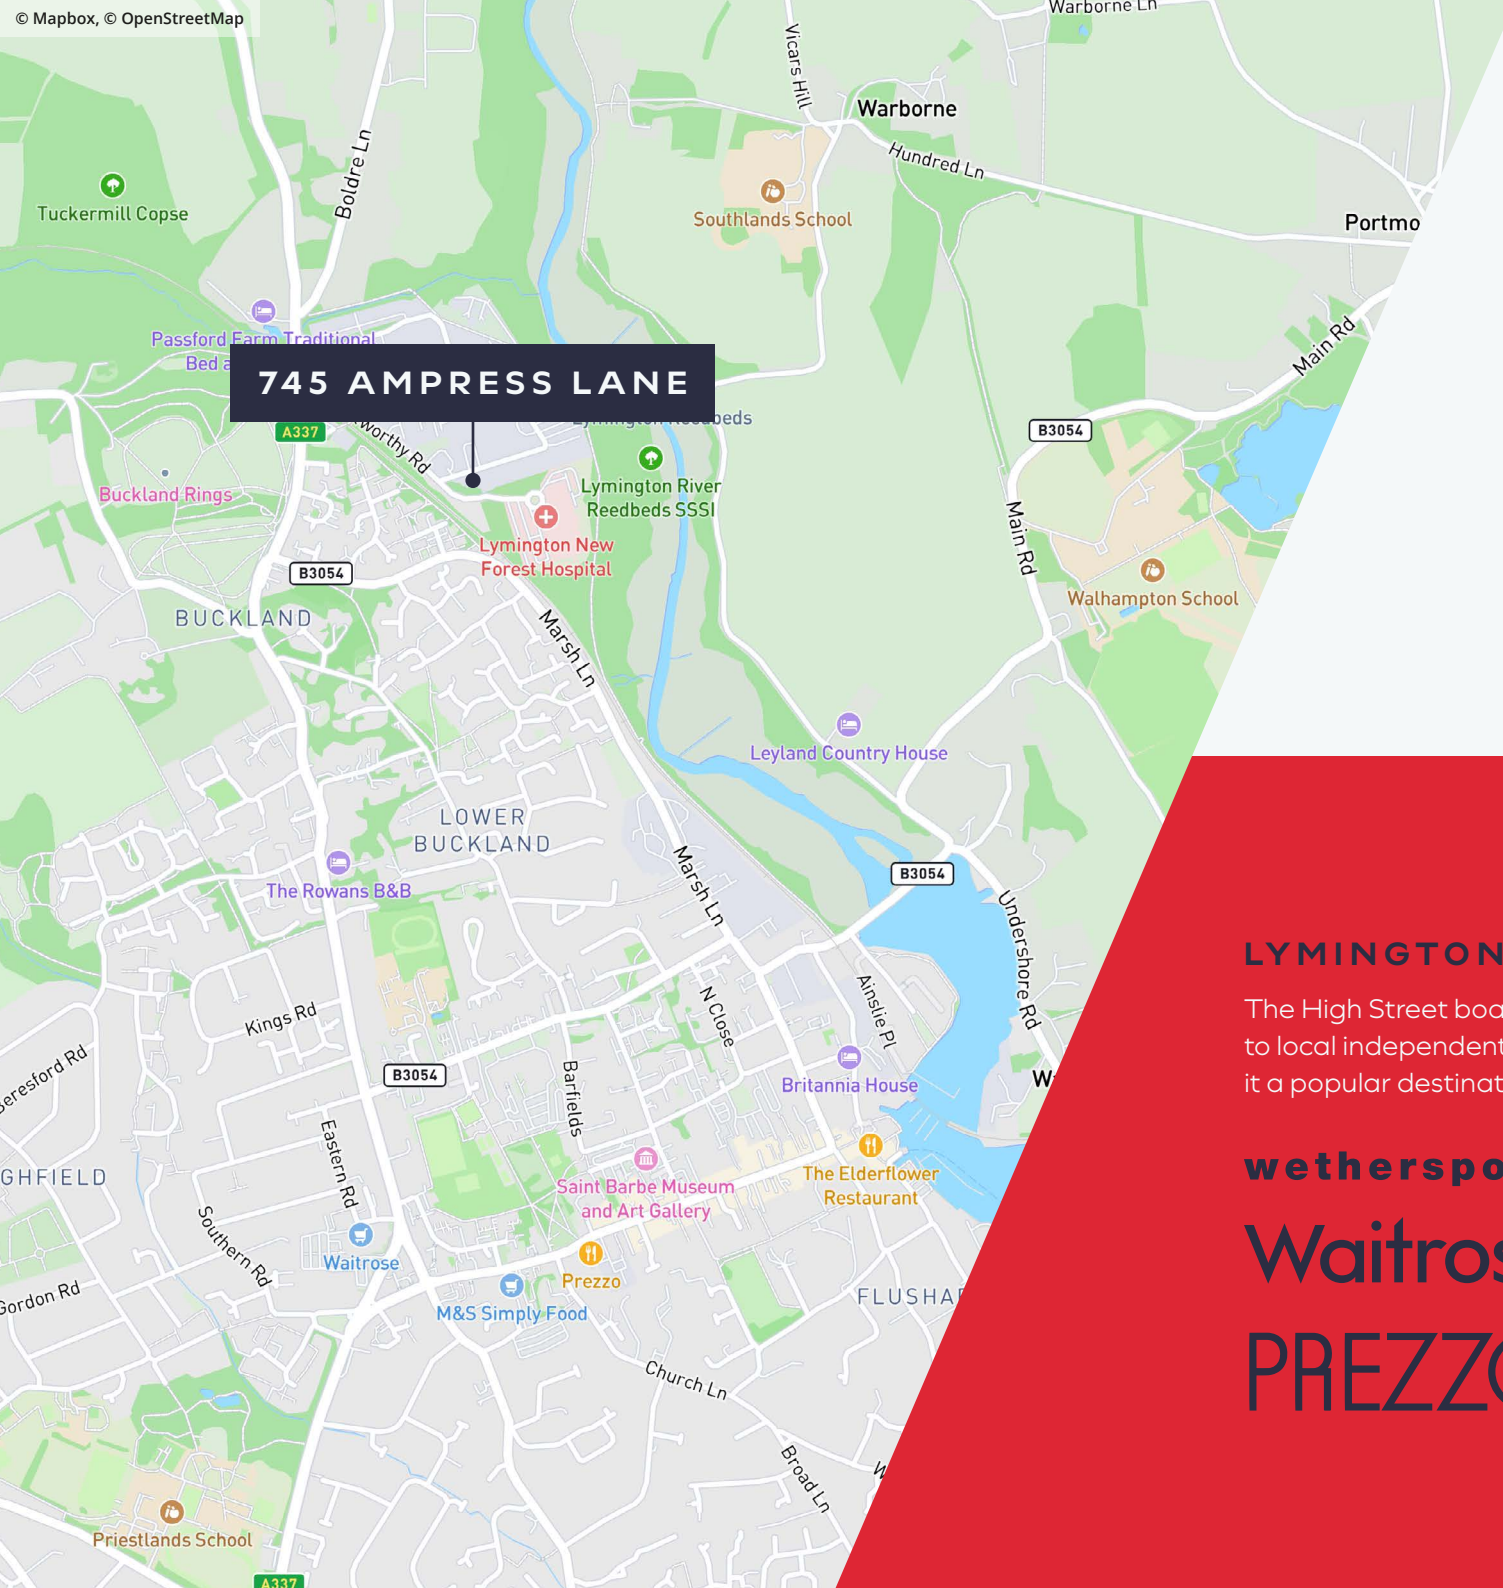 © Mapbox, © OpenStreetMap
Warborne Ln
Vicars Hill
Warborne
Hundred Ln
Boldre Ln
Tuckermill Copse
Southlands School
Portmo
Passford Farm Traditional
Bed a
745 AMPRESS LANE
Main Rd
A337
worthy Rd
Lymington Reedbeds
B3054
Buckland Rings
Lymington River
Reedbeds SSSI
Main Rd
Lymington New
Forest Hospital
B3054
Walhampton School
BUCKLAND
Marsh Ln
Leyland Country House
LOWER
BUCKLAND
The Rowans B&B
Marsh Ln
B3054
Undershore Rd
LYMINGTON
The High Street boa
to local independent
it a popular destinat
Kings Rd
N Close
Ainslie Pl
Beresford Rd
B3054
Barfields
Britannia House
W
Eastern Rd
GHFIELD
Saint Barbe Museum
and Art Gallery
The Elderflower
Restaurant
wetherspo
Southern Rd
Waitrose
Prezzo
Waitros
Gordon Rd
M&S Simply Food
FLUSHA
Church Ln
PREZZO
Broad Ln
W
Priestlands School
A337